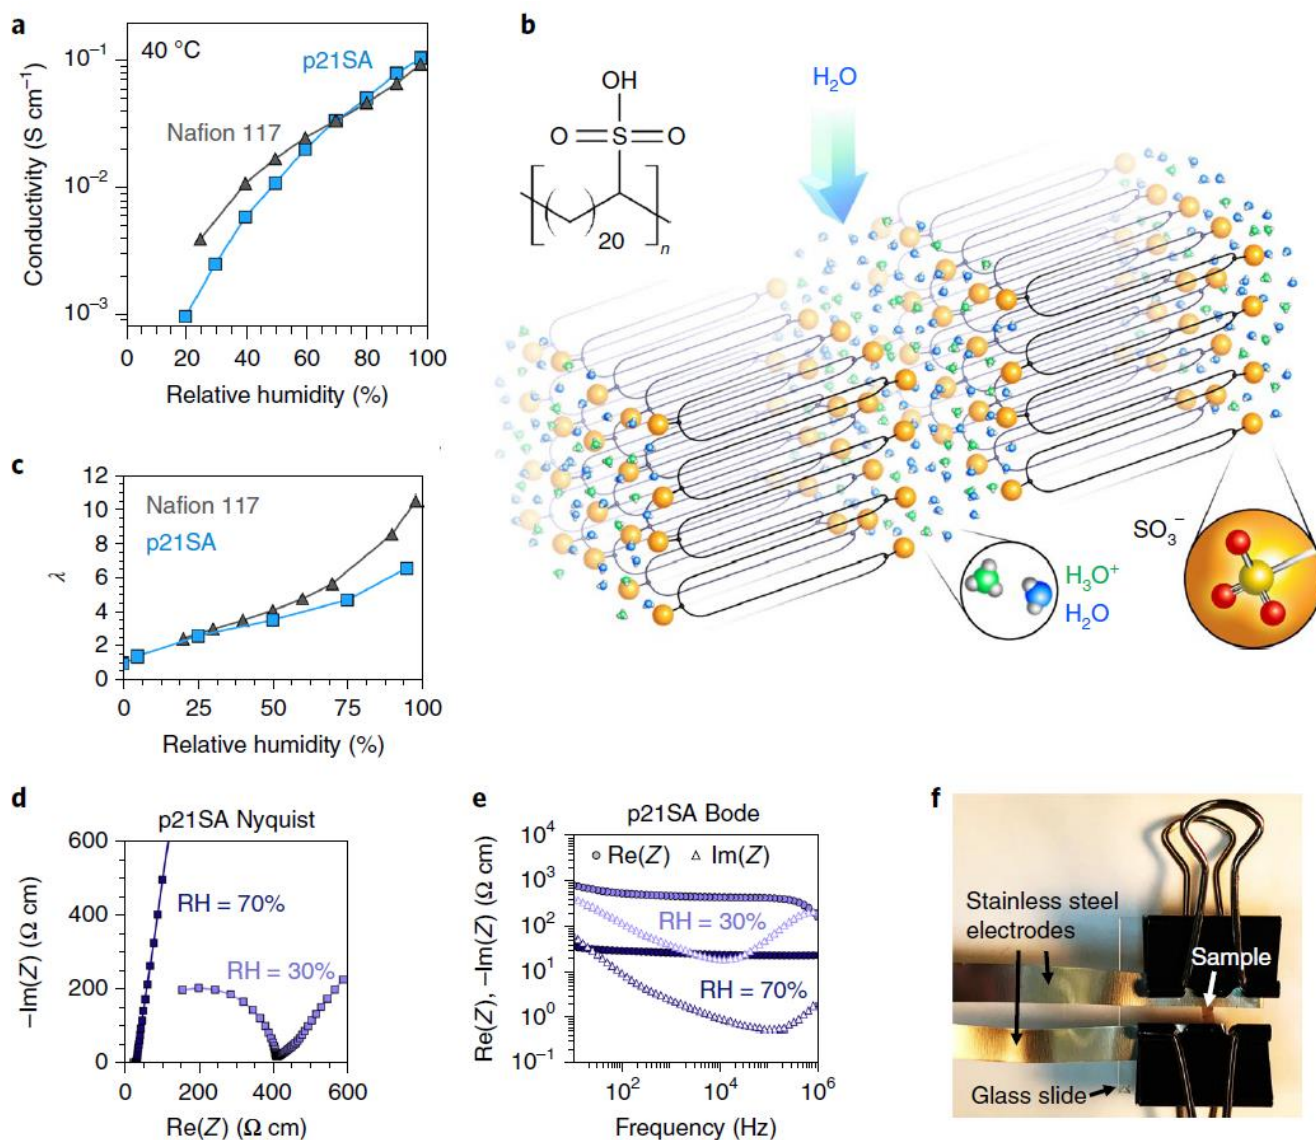 a
40 °C
p21SA
Nafion 117
Conductivity (S cm⁻¹)
10⁻¹
10⁻²
10⁻³
0 20 40 60 80 100
Relative humidity (%)
b
OH
O S O
20
n
H₂O
SO₃⁻
H₃O⁺
H₂O
c
Nafion 117
p21SA
λ
12
10
8
6
4
2
0
0 25 50 75 100
Relative humidity (%)
d
p21SA Nyquist
–Im(Z) (Ω cm)
600
400
200
0
RH = 70%
RH = 30%
0 200 400 600
Re(Z) (Ω cm)
e
p21SA Bode
Re(Z), –Im(Z) (Ω cm)
10⁴
10³
10²
10¹
10⁰
10⁻¹
Re(Z) Im(Z)
RH = 30%
RH = 70%
10² 10⁴ 10⁶
Frequency (Hz)
f
Stainless steel
electrodes
Sample
Glass slide